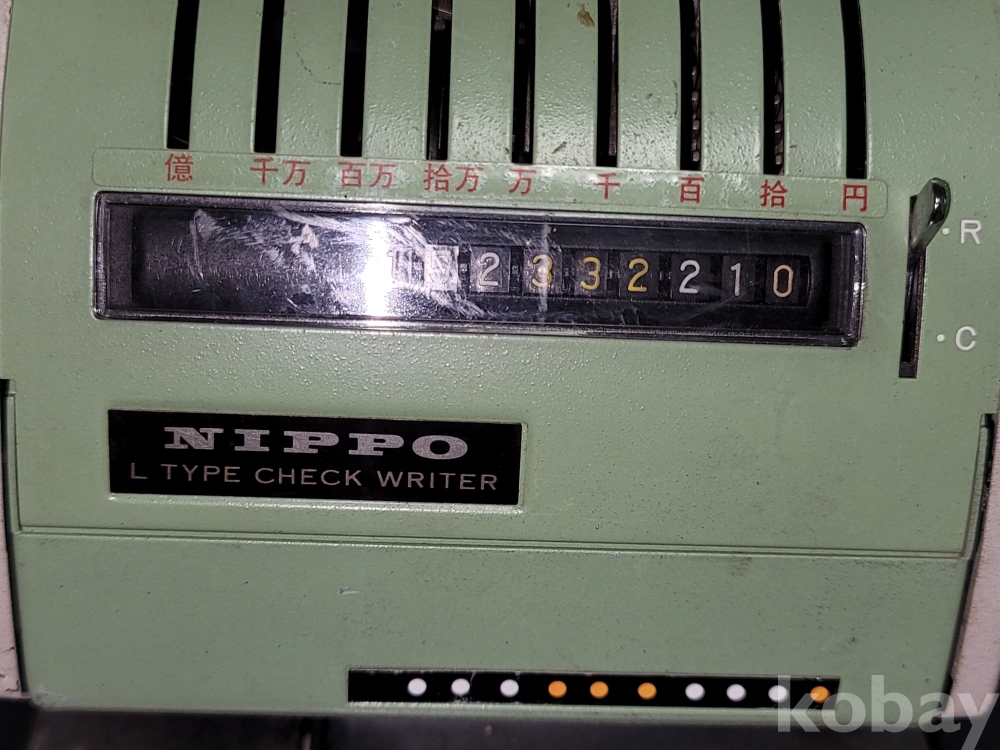 億 千万 百万 拾万 万 千 百 拾 円
R
1 2 3 3 2 2 1 0
C
NIPPO
L TYPE CHECK WRITER
kobay